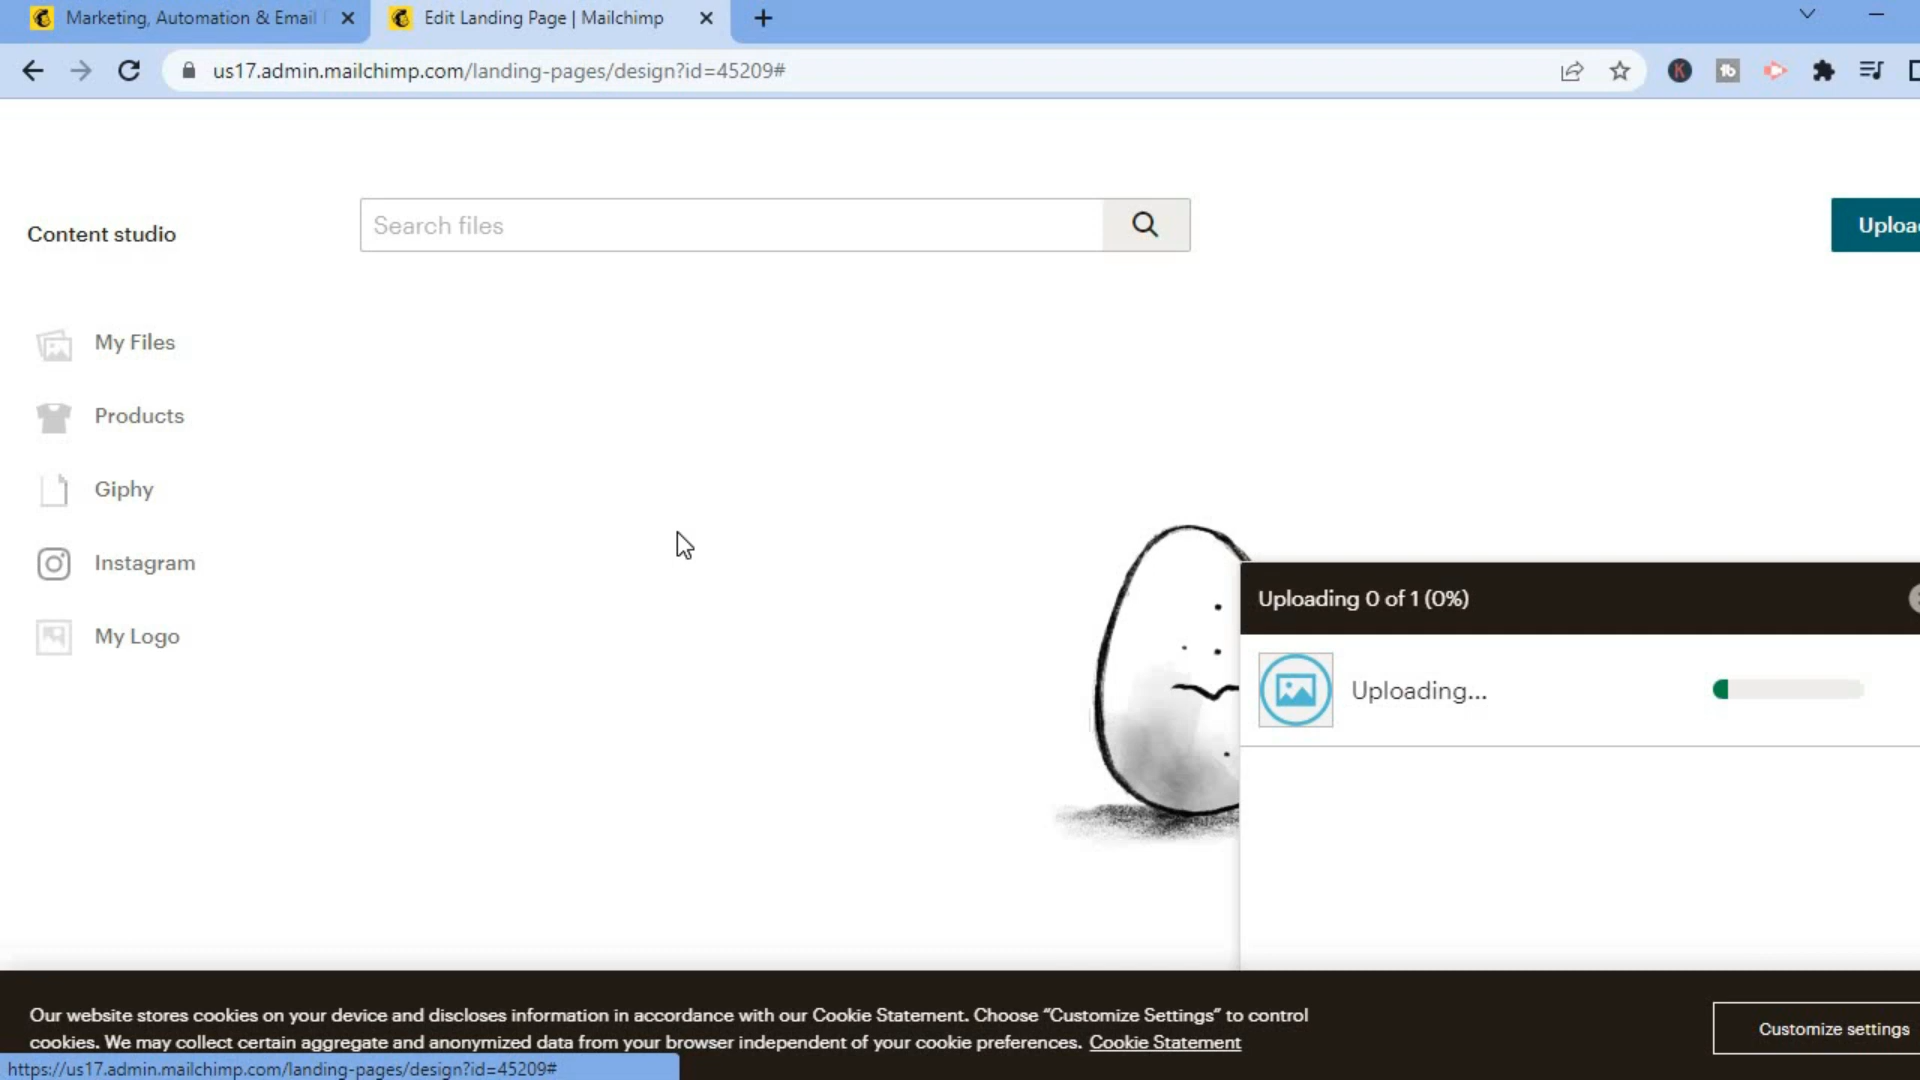 Marketing, Automation & Email
Edit Landing Page | Mailchimp
us17.admin.mailchimp.com/landing-pages/design?id=45209#
Content studio
Search files
My Files
Products
Giphy
Instagram
My Logo
Uploading 0 of 1 (0%)
Uploading...
Our website stores cookies on your device and discloses information in accordance with our Cookie Statement. Choose “Customize Settings” to control
cookies. We may collect certain aggregate and anonymized data from your browser independent of your cookie preferences. Cookie Statement
Customize settings
https://us17.admin.mailchimp.com/landing-pages/design?id=45209#